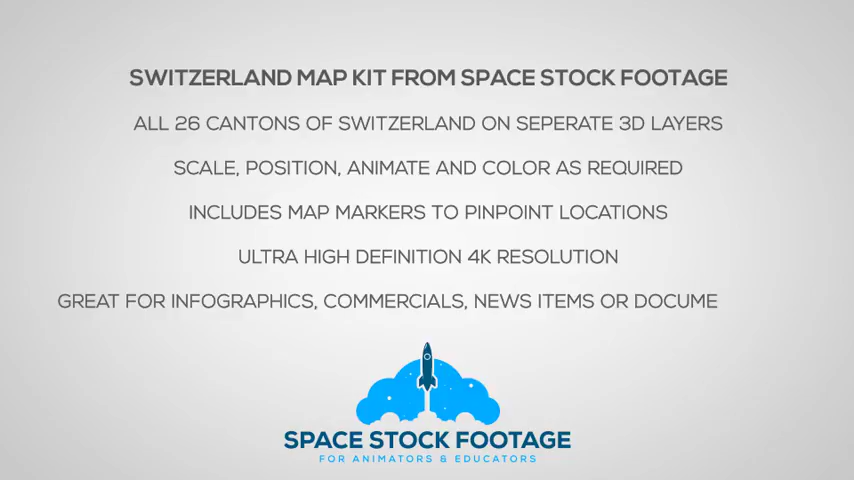 SWITZERLAND MAP KIT FROM SPACE STOCK FOOTAGE
ALL 26 CANTONS OF SWITZERLAND ON SEPERATE 3D LAYERS
SCALE, POSITION, ANIMATE AND COLOR AS REQUIRED
INCLUDES MAP MARKERS TO PINPOINT LOCATIONS
ULTRA HIGH DEFINITION 4K RESOLUTION
GREAT FOR INFOGRAPHICS, COMMERCIALS, NEWS ITEMS OR DOCUME
SPACE STOCK FOOTAGE
FOR ANIMATORS & EDUCATORS